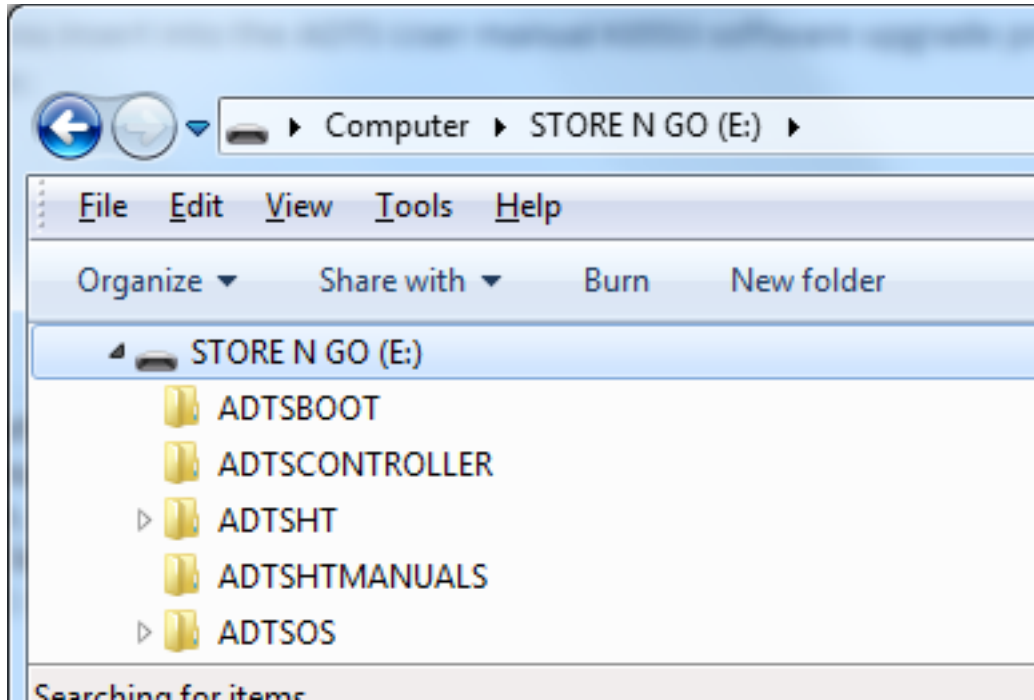 Computer STORE N GO (E:)
File Edit View Tools Help
Organize Share with Burn New folder
STORE N GO (E:)
ADTSBOOT
ADTSCONTROLLER
ADTSHT
ADTSHTMANUALS
ADTSOS
Searching for items